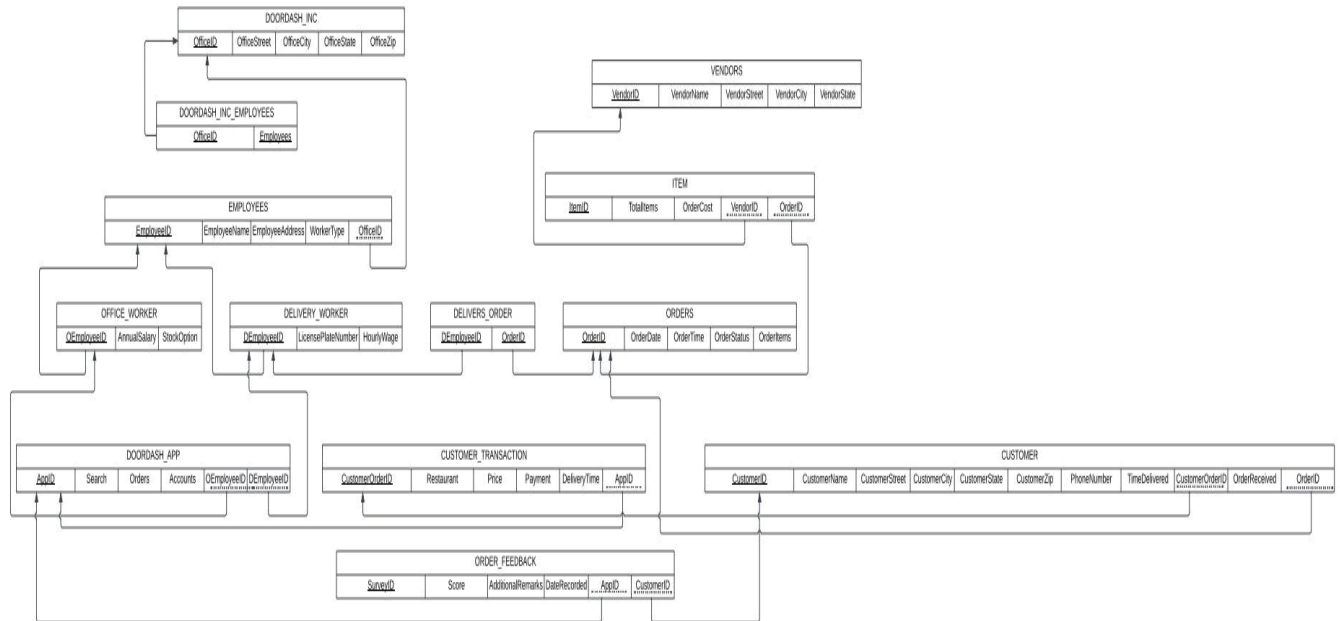 DOORDASH_INC
OfficeID OfficeStreet OfficeCity OfficeState OfficeZip
VENDORS
VendorID VendorName VendorStreet VendorCity VendorState
DOORDASH_INC_EMPLOYEES
OfficeID Employees
ITEM
ItemID TotalItems OrderCost VendorID OrderID
EMPLOYEES
EmployeeID EmployeeName EmployeeAddress WorkerType OfficeID
OFFICE_WORKER
OEmployeeID AnnualSalary StockOption
DELIVERY_WORKER
DEmployeeID LicensePlateNumber HourlyWage
DELIVERS_ORDER
DEmployeeID OrderID
ORDERS
OrderID OrderDate OrderTime OrderStatus OrderItems
DOORDASH_APP
AppID Search Orders Accounts OEmployeeID DEmployeeID
CUSTOMER_TRANSACTION
CustomerOrderID Restaurant Price Payment DeliveryTime AppID
CUSTOMER
CustomerID CustomerName CustomerStreet CustomerCity CustomerState CustomerZip PhoneNumber TimeDelivered CustomerOrderID OrderReceived OrderID
ORDER_FEEDBACK
SurveyID Score AdditionalRemarks DateRecorded AppID CustomerID